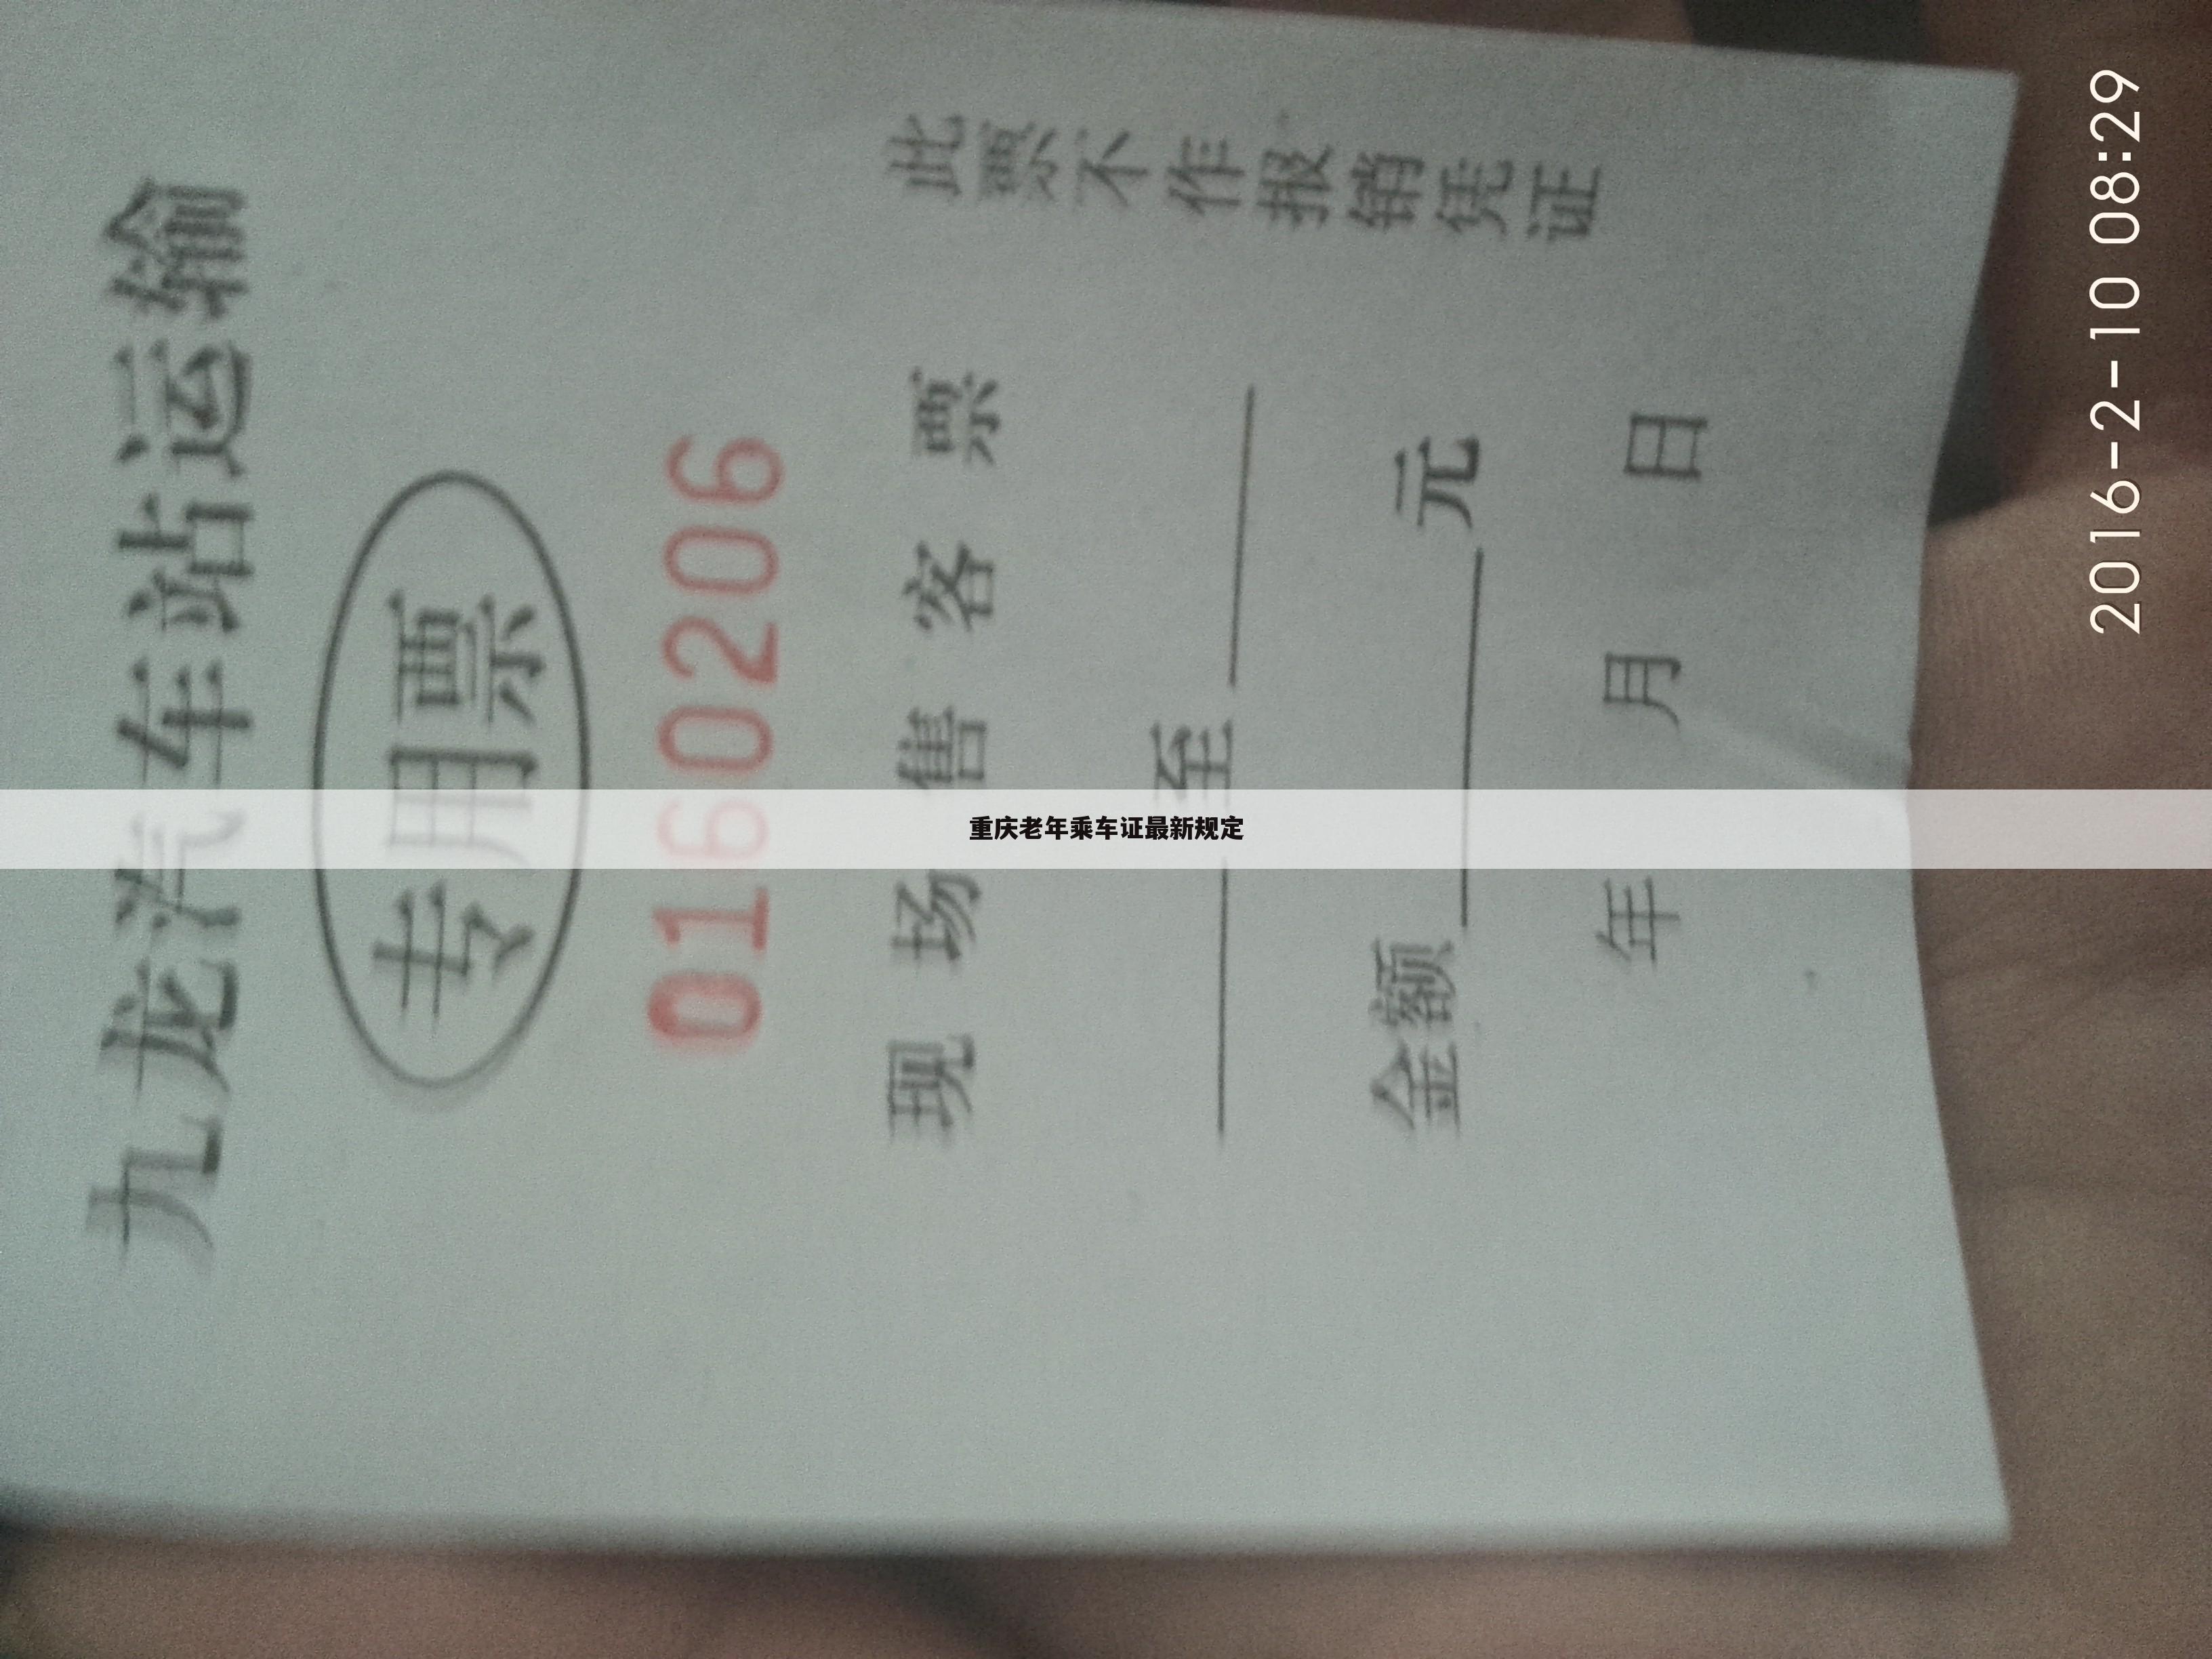 九龙汽车站运输
专用票
0160206
现场售客票
至
金额 元
年 月 日
此票不作报销凭证
2016-2-10 08:29
重庆老年乘车证最新规定